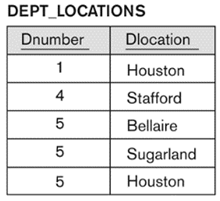 DEPT_LOCATIONS
Dnumber Dlocation
1 Houston
4 Stafford
5 Bellaire
5 Sugarland
5 Houston